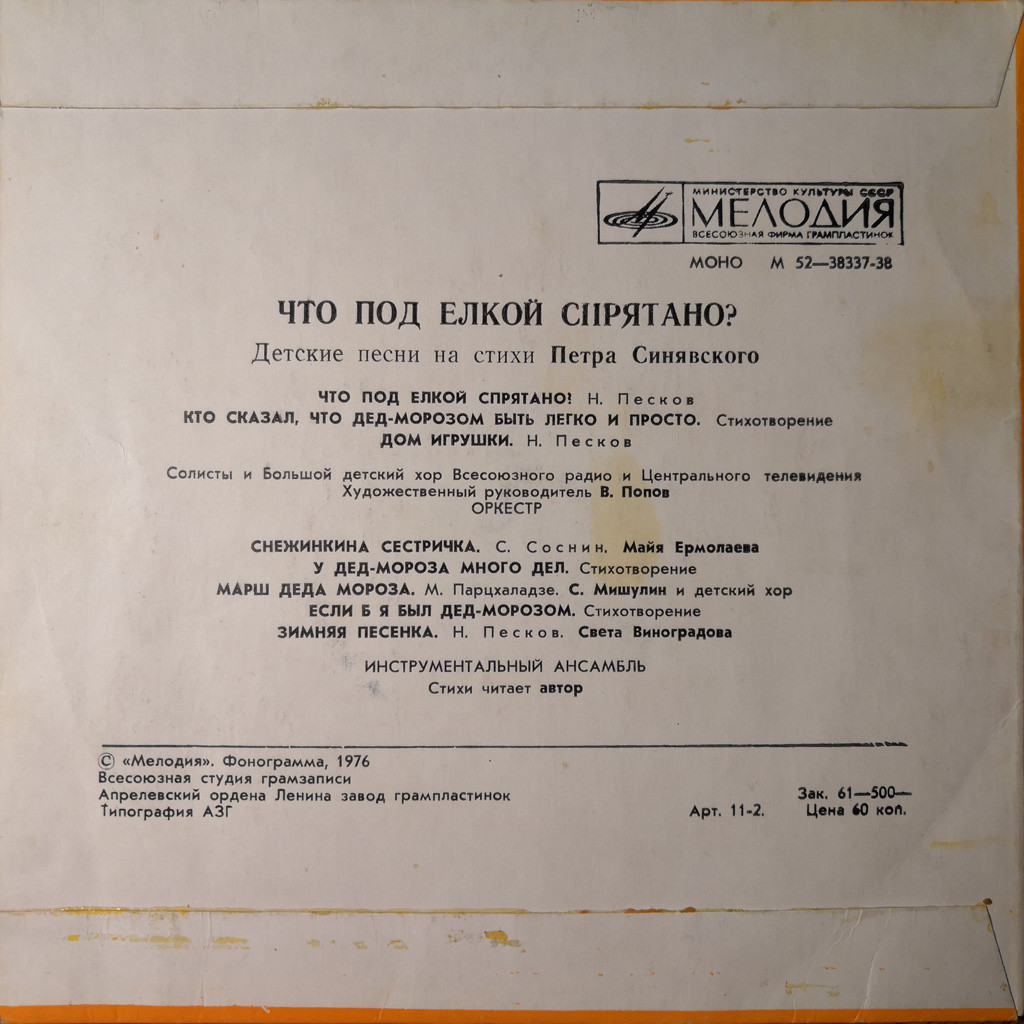 МИНИСТЕРСТВО КУЛЬТУРЫ СССР
МЕЛОДИЯ
ВСЕСОЮЗНАЯ ФИРМА ГРАМПЛАСТИНОК
МОНО М 52—38337-38
ЧТО ПОД ЕЛКОЙ СПРЯТАНО?
Детские песни на стихи Петра Синявского
ЧТО ПОД ЕЛКОЙ СПРЯТАНО? Н. Песков
КТО СКАЗАЛ, ЧТО ДЕД-МОРОЗОМ БЫТЬ ЛЕГКО И ПРОСТО. Стихотворение
ДОМ ИГРУШКИ. Н. Песков
Солисты и Большой детский хор Всесоюзного радио и Центрального телевидения
Художественный руководитель В. Попов
ОРКЕСТР
СНЕЖИНКИНА СЕСТРИЧКА. С. Соснин. Майя Ермолаева
У ДЕД-МОРОЗА МНОГО ДЕЛ. Стихотворение
МАРШ ДЕДА МОРОЗА. М. Парцхаладзе. С. Мишулин и детский хор
ЕСЛИ Б Я БЫЛ ДЕД-МОРОЗОМ. Стихотворение
ЗИМНЯЯ ПЕСЕНКА. Н. Песков. Света Виноградова
ИНСТРУМЕНТАЛЬНЫЙ АНСАМБЛЬ
Стихи читает автор
© «Мелодия». Фонограмма, 1976
Всесоюзная студия грамзаписи
Апрелевский ордена Ленина завод грампластинок
Типография АЗГ
Арт. 11-2.
Зак. 61—500—
Цена 60 коп.